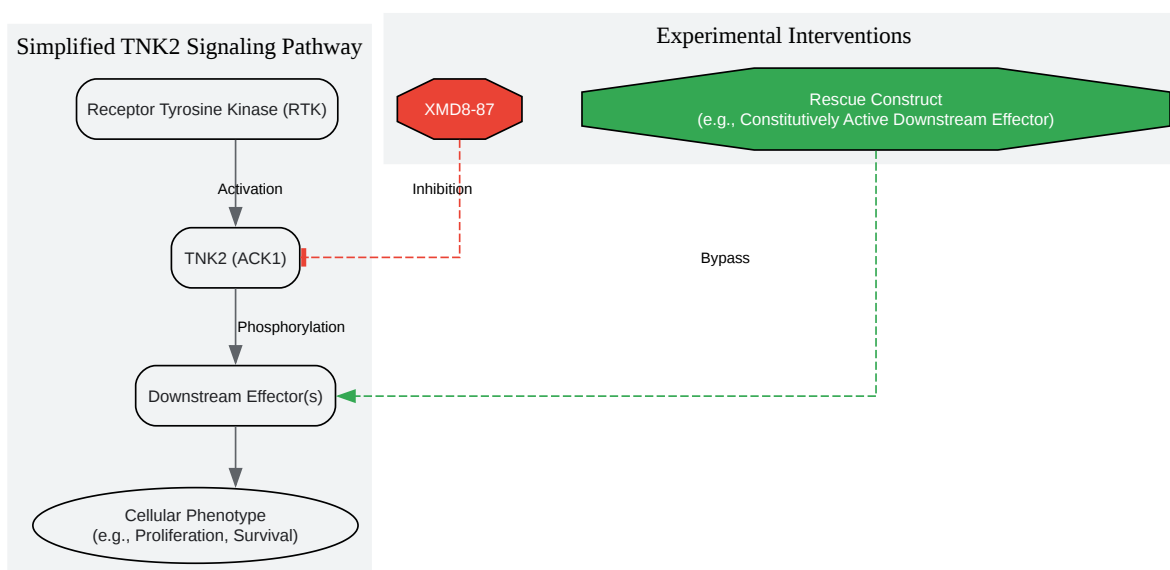 Simplified TNK2 Signaling Pathway
Experimental Interventions
Receptor Tyrosine Kinase (RTK)
XMD8-87
Rescue Construct
(e.g., Constitutively Active Downstream Effector)
Activation
Inhibition
TNK2 (ACK1)
Bypass
Phosphorylation
Downstream Effector(s)
Cellular Phenotype
(e.g., Proliferation, Survival)